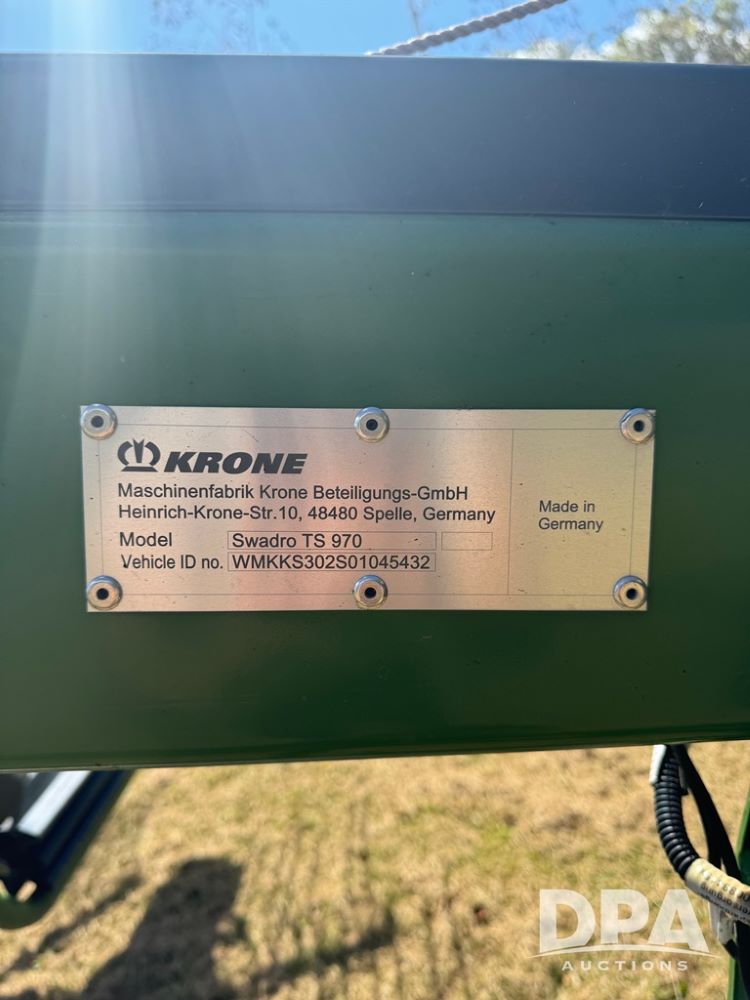 KRONE
Maschinenfabrik Krone Beteiligungs-GmbH
Heinrich-Krone-Str.10, 48480 Spelle, Germany
Model Swadro TS 970
Vehicle ID no. WMKKS302S01045432
Made in
Germany
DPA
AUCTIONS